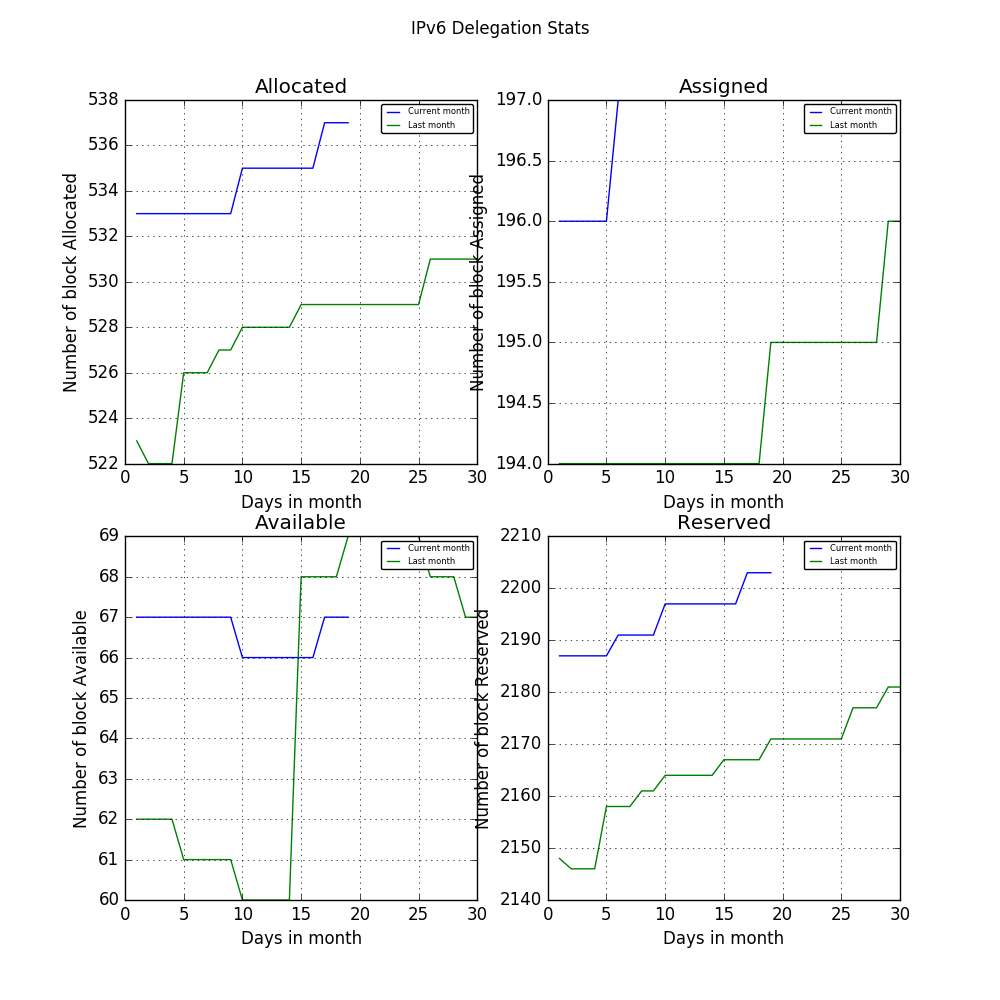 IPv6 Delegation Stats
Allocated
Number of block Allocated
538
536
534
532
530
528
526
524
522
0 5 10 15 20 25 30
Days in month
Current month
Last month
Assigned
Number of block Assigned
197.0
196.5
196.0
195.5
195.0
194.5
194.0
0 5 10 15 20 25 30
Days in month
Current month
Last month
Available
Number of block Available
69
68
67
66
65
64
63
62
61
60
0 5 10 15 20 25 30
Days in month
Current month
Last month
Reserved
Number of block Reserved
2210
2200
2190
2180
2170
2160
2150
2140
0 5 10 15 20 25 30
Days in month
Current month
Last month